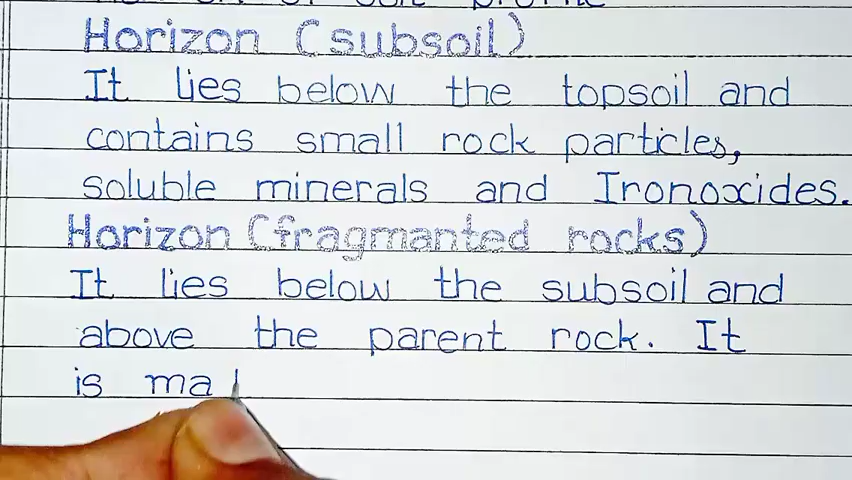 Horizon (subsoil)
It lies below the topsoil and
contains small rock particles,
soluble minerals and Ironoxides.
Horizon (fragmanted rocks)
It lies below the subsoil and
above the parent rock. It
is ma